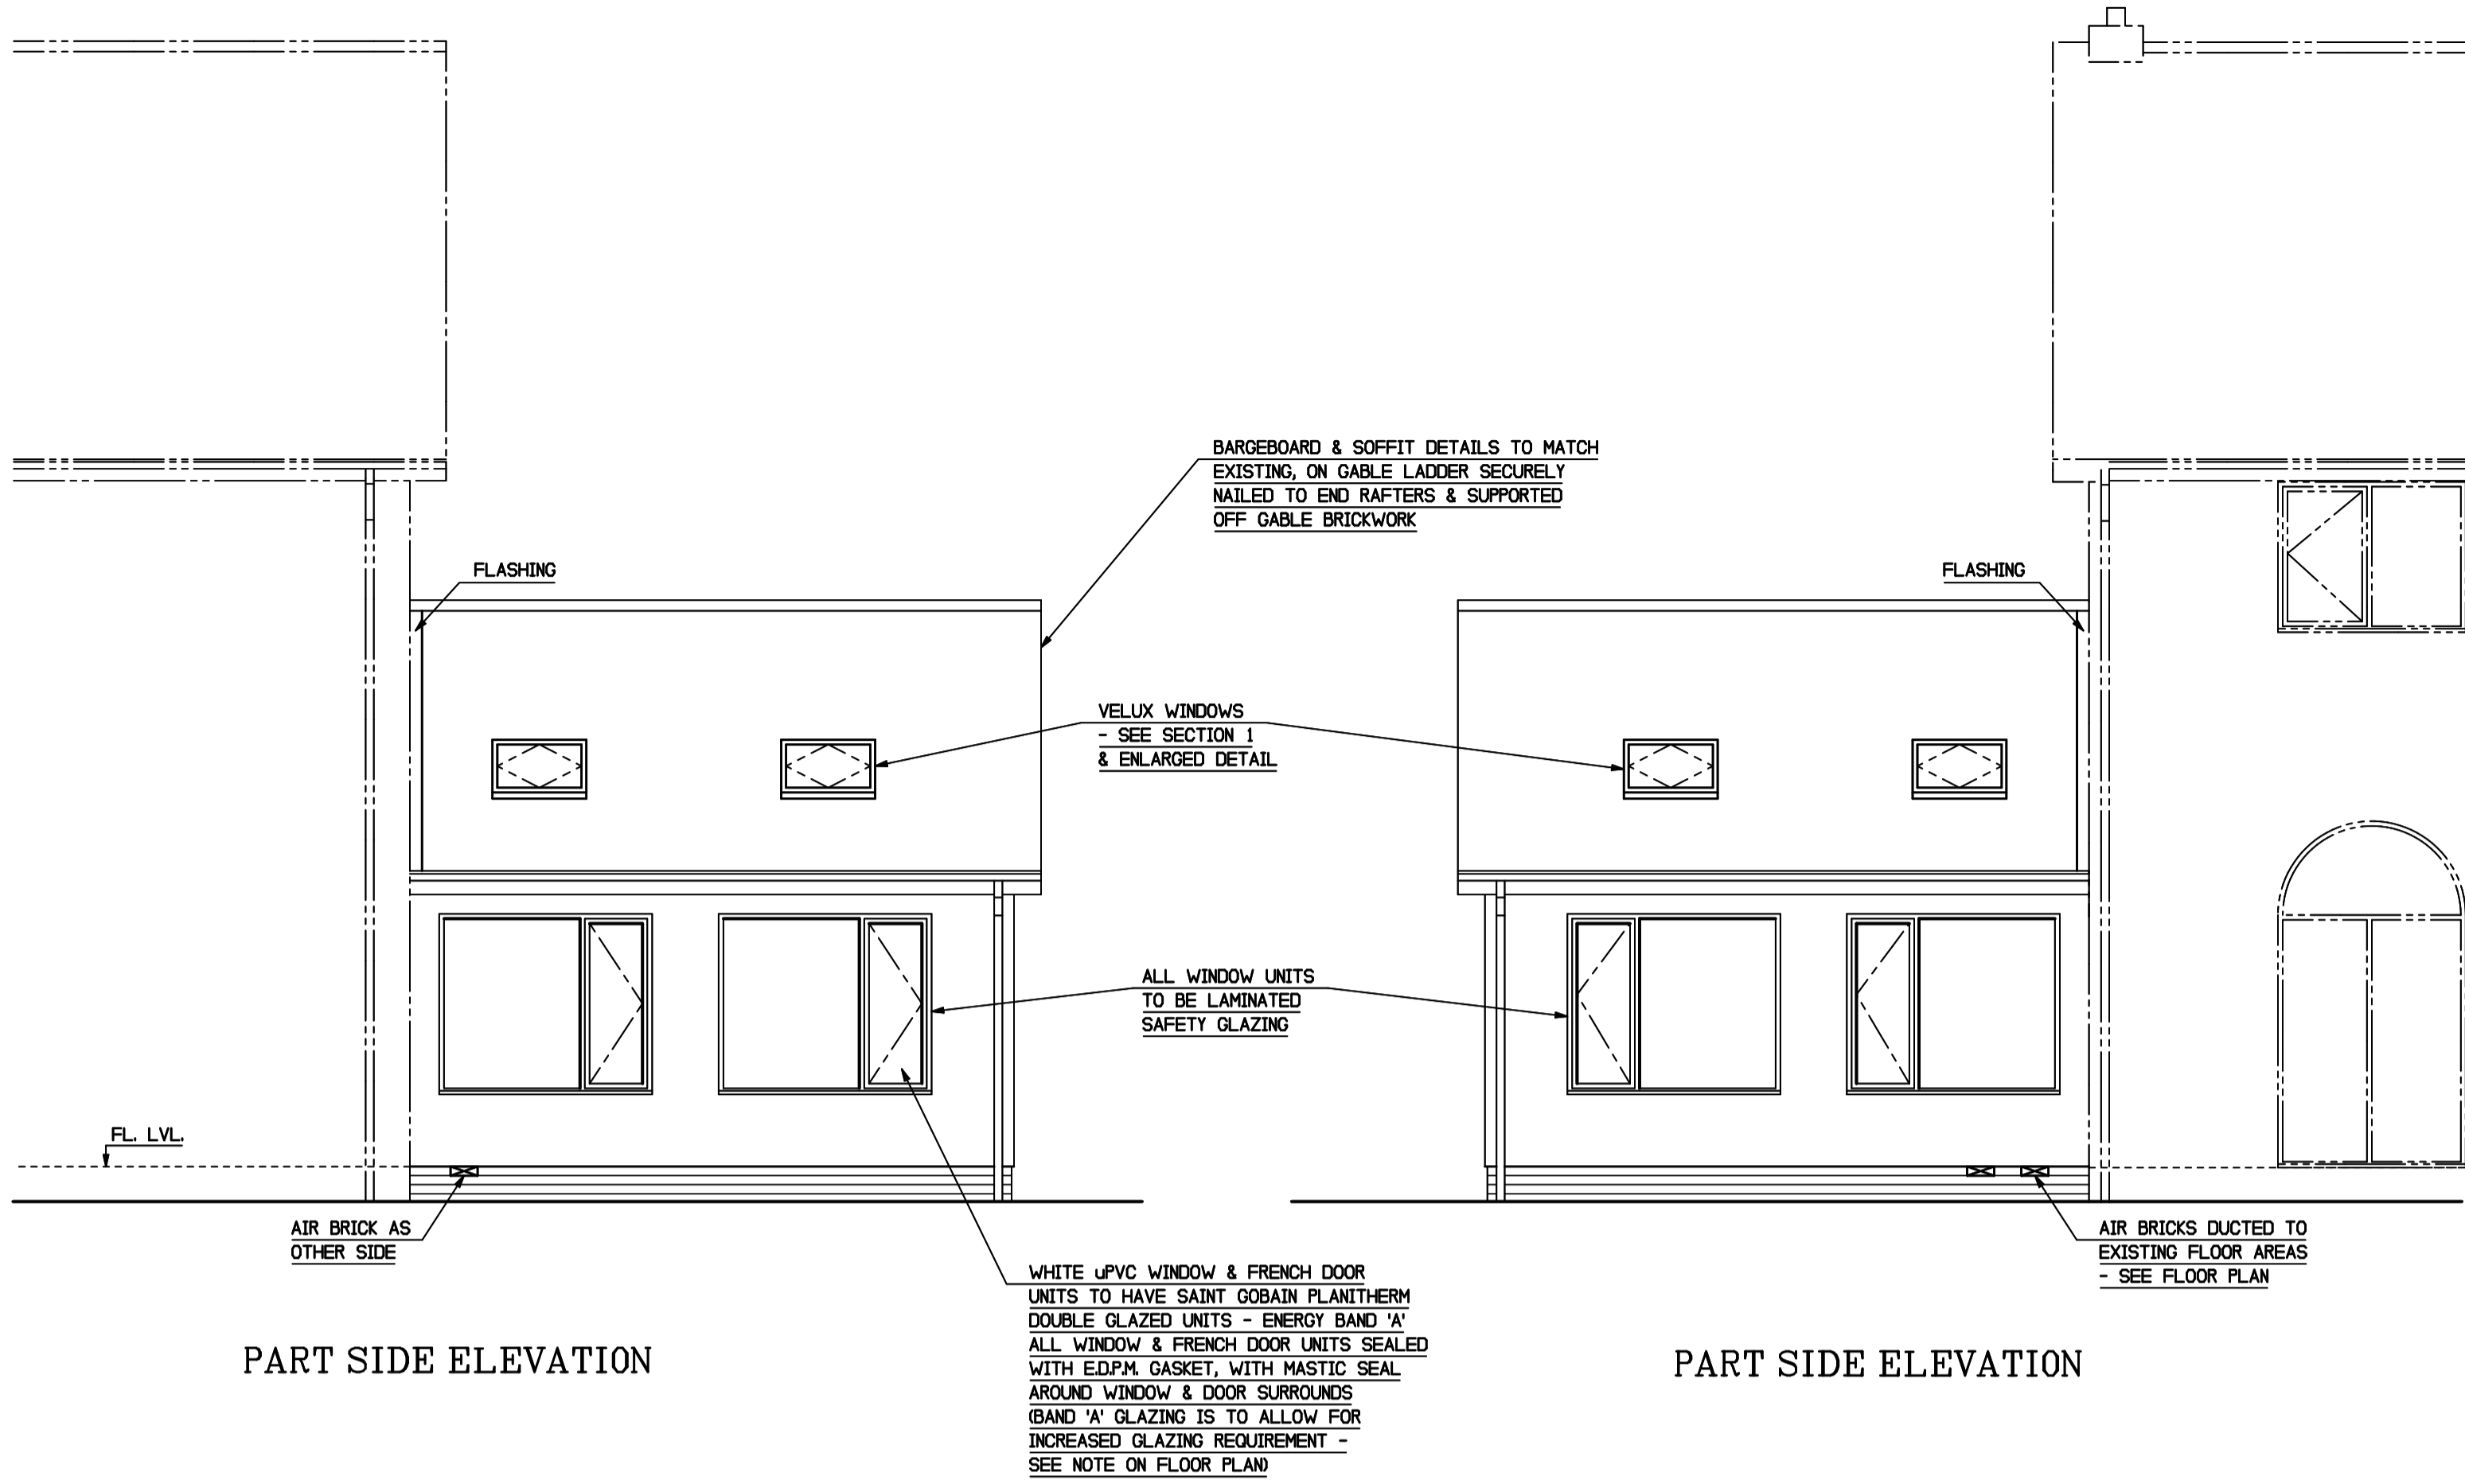 BARGEBOARD & SOFFIT DETAILS TO MATCH
EXISTING, ON GABLE LADDER SECURELY
NAILED TO END RAFTERS & SUPPORTED
OFF GABLE BRICKWORK
FLASHING
FLASHING
VELUX WINDOWS
- SEE SECTION 1
& ENLARGED DETAIL
ALL WINDOW UNITS
TO BE LAMINATED
SAFETY GLAZING
FL. LVL.
AIR BRICK AS
OTHER SIDE
AIR BRICKS DUCTED TO
EXISTING FLOOR AREAS
- SEE FLOOR PLAN
WHITE uPVC WINDOW & FRENCH DOOR
UNITS TO HAVE SAINT GOBAIN PLANITHERM
DOUBLE GLAZED UNITS - ENERGY BAND 'A'
ALL WINDOW & FRENCH DOOR UNITS SEALED
WITH E.D.P.M. GASKET, WITH MASTIC SEAL
AROUND WINDOW & DOOR SURROUNDS
(BAND 'A' GLAZING IS TO ALLOW FOR
INCREASED GLAZING REQUIREMENT -
SEE NOTE ON FLOOR PLAN)
PART SIDE ELEVATION
PART SIDE ELEVATION